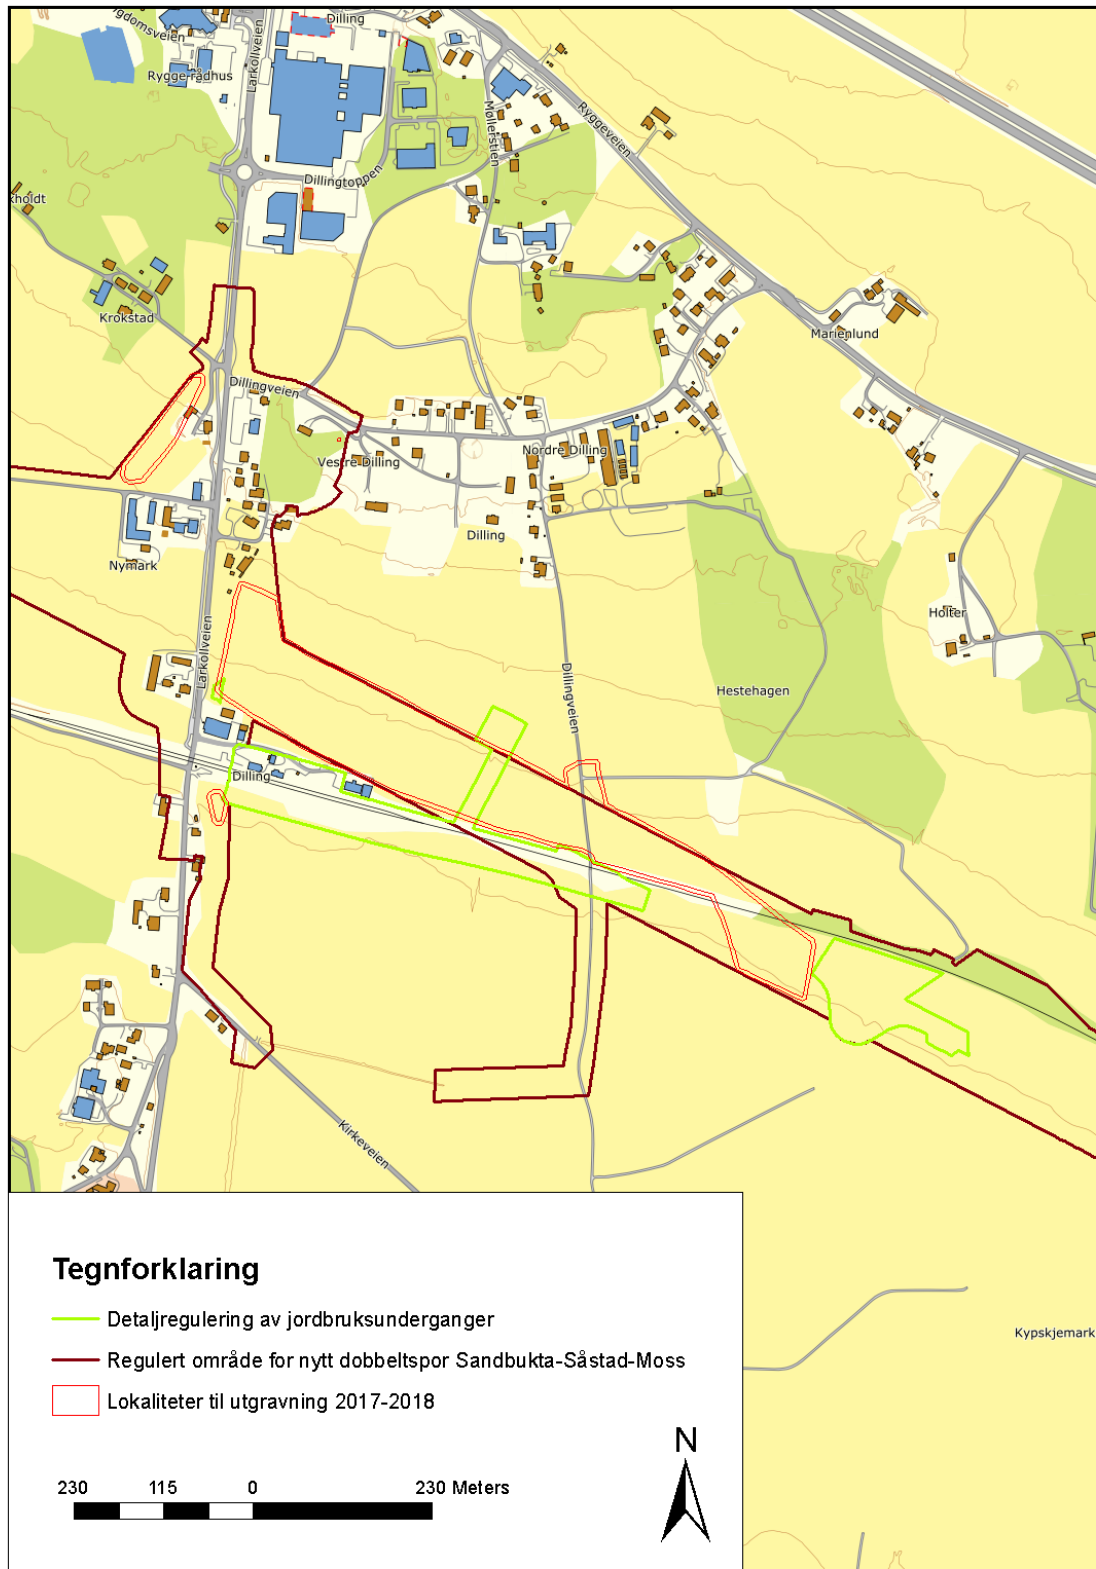 Dilling
gdomsveien
Larkollveien
Rygge rådhus
Møllerstien
Ryggeveien
Dillingtoppen
kholdt
Krokstad
Marienlund
Dillingveien
Vestre Dilling
Nordre Dilling
Dilling
Nymark
Holter
Larkollveien
Dillingveien
Hestehagen
Dilling
Kirkeveien
Kypskjemark
Tegnforklaring
Detaljregulering av jordbruksunderganger
Regulert område for nytt dobbeltspor Sandbukta-Såstad-Moss
Lokaliteter til utgravning 2017-2018
N
230 115 0 230 Meters